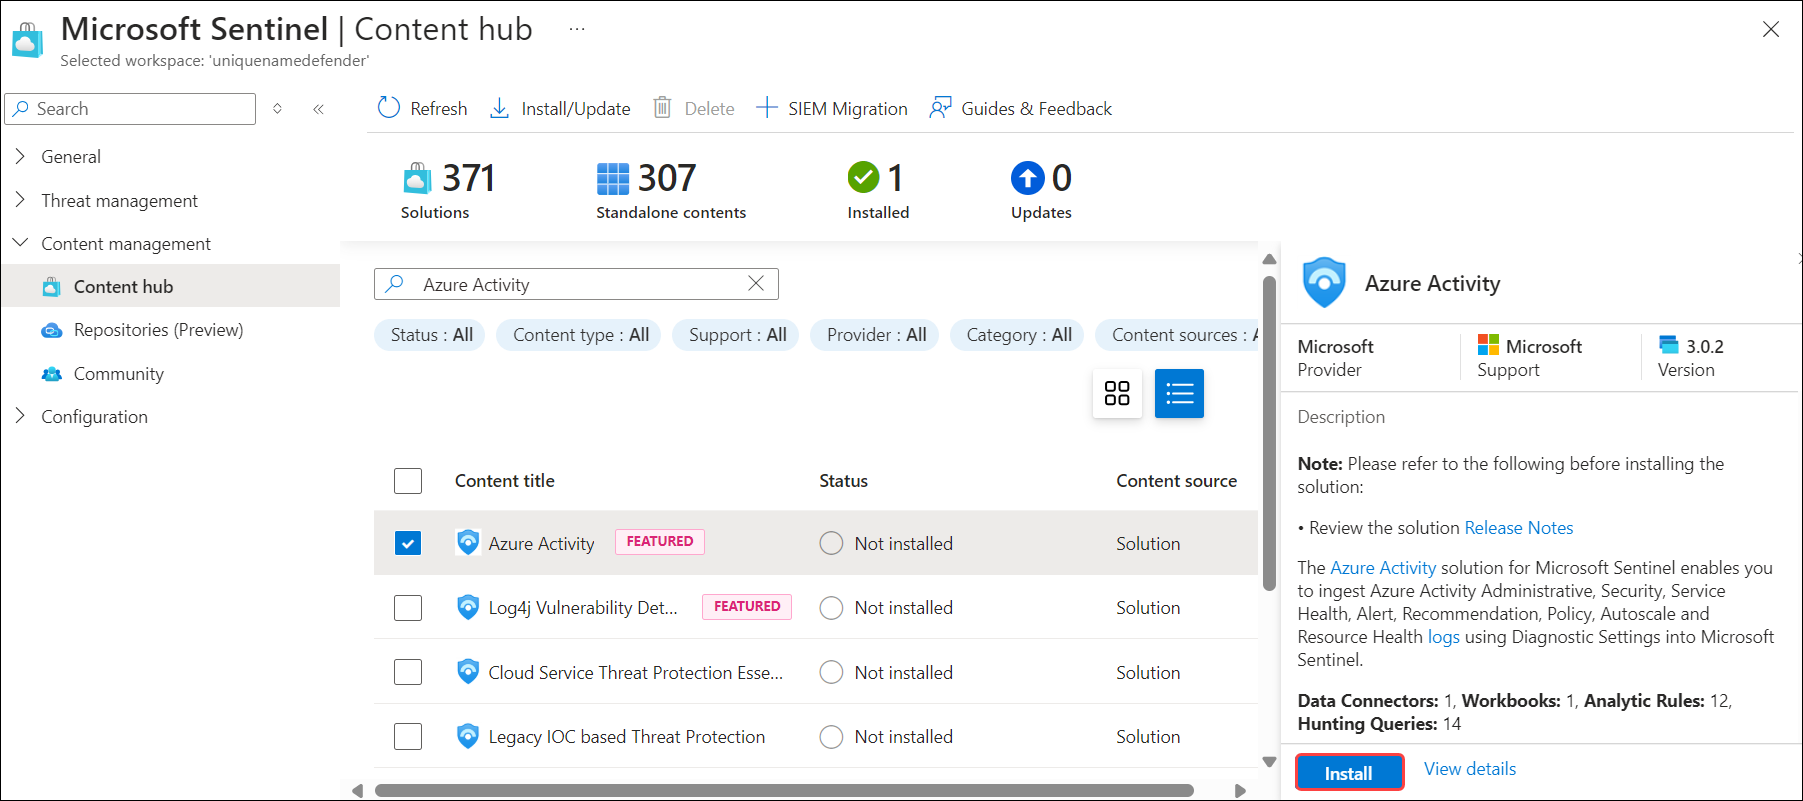 Microsoft Sentinel | Content hub ...
Selected workspace: 'uniquenamedefender'
Search
General
Threat management
Content management
Content hub
Repositories (Preview)
Community
Configuration
Refresh Install/Update Delete SIEM Migration Guides & Feedback
371 307 1 0
Solutions Standalone contents Installed Updates
Azure Activity
Status : All Content type : All Support : All Provider : All Category : All Content sources :
Content title Status Content source
Azure Activity FEATURED Not installed Solution
Log4j Vulnerability Det... FEATURED Not installed Solution
Cloud Service Threat Protection Esse... Not installed Solution
Legacy IOC based Threat Protection Not installed Solution
Azure Activity
Microsoft Microsoft 3.0.2
Provider Support Version
Description
Note: Please refer to the following before installing the
solution:
• Review the solution Release Notes
The Azure Activity solution for Microsoft Sentinel enables you
to ingest Azure Activity Administrative, Security, Service
Health, Alert, Recommendation, Policy, Autoscale and
Resource Health logs using Diagnostic Settings into Microsoft
Sentinel.
Data Connectors: 1, Workbooks: 1, Analytic Rules: 12,
Hunting Queries: 14
Install View details